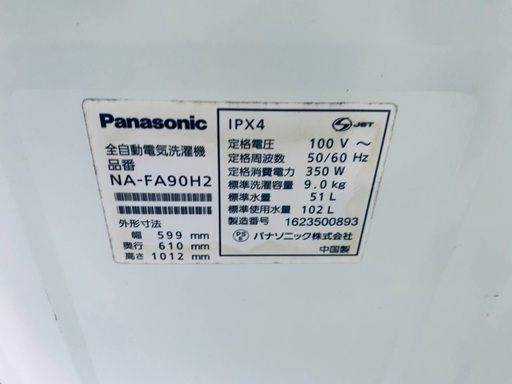 Panasonic
全自動電気洗濯機
品番
NA-FA90H2
外形寸法
幅 599 mm
奥行 610 mm
高さ 1012 mm
IPX4
JET
定格電圧 100 V ～
定格周波数 50/60 Hz
定格消費電力 350 W
標準洗濯容量 9.0 kg
標準水量 51 L
標準使用水量 102 L
製造番号 1623500893
PS E パナソニック株式会社
中国製